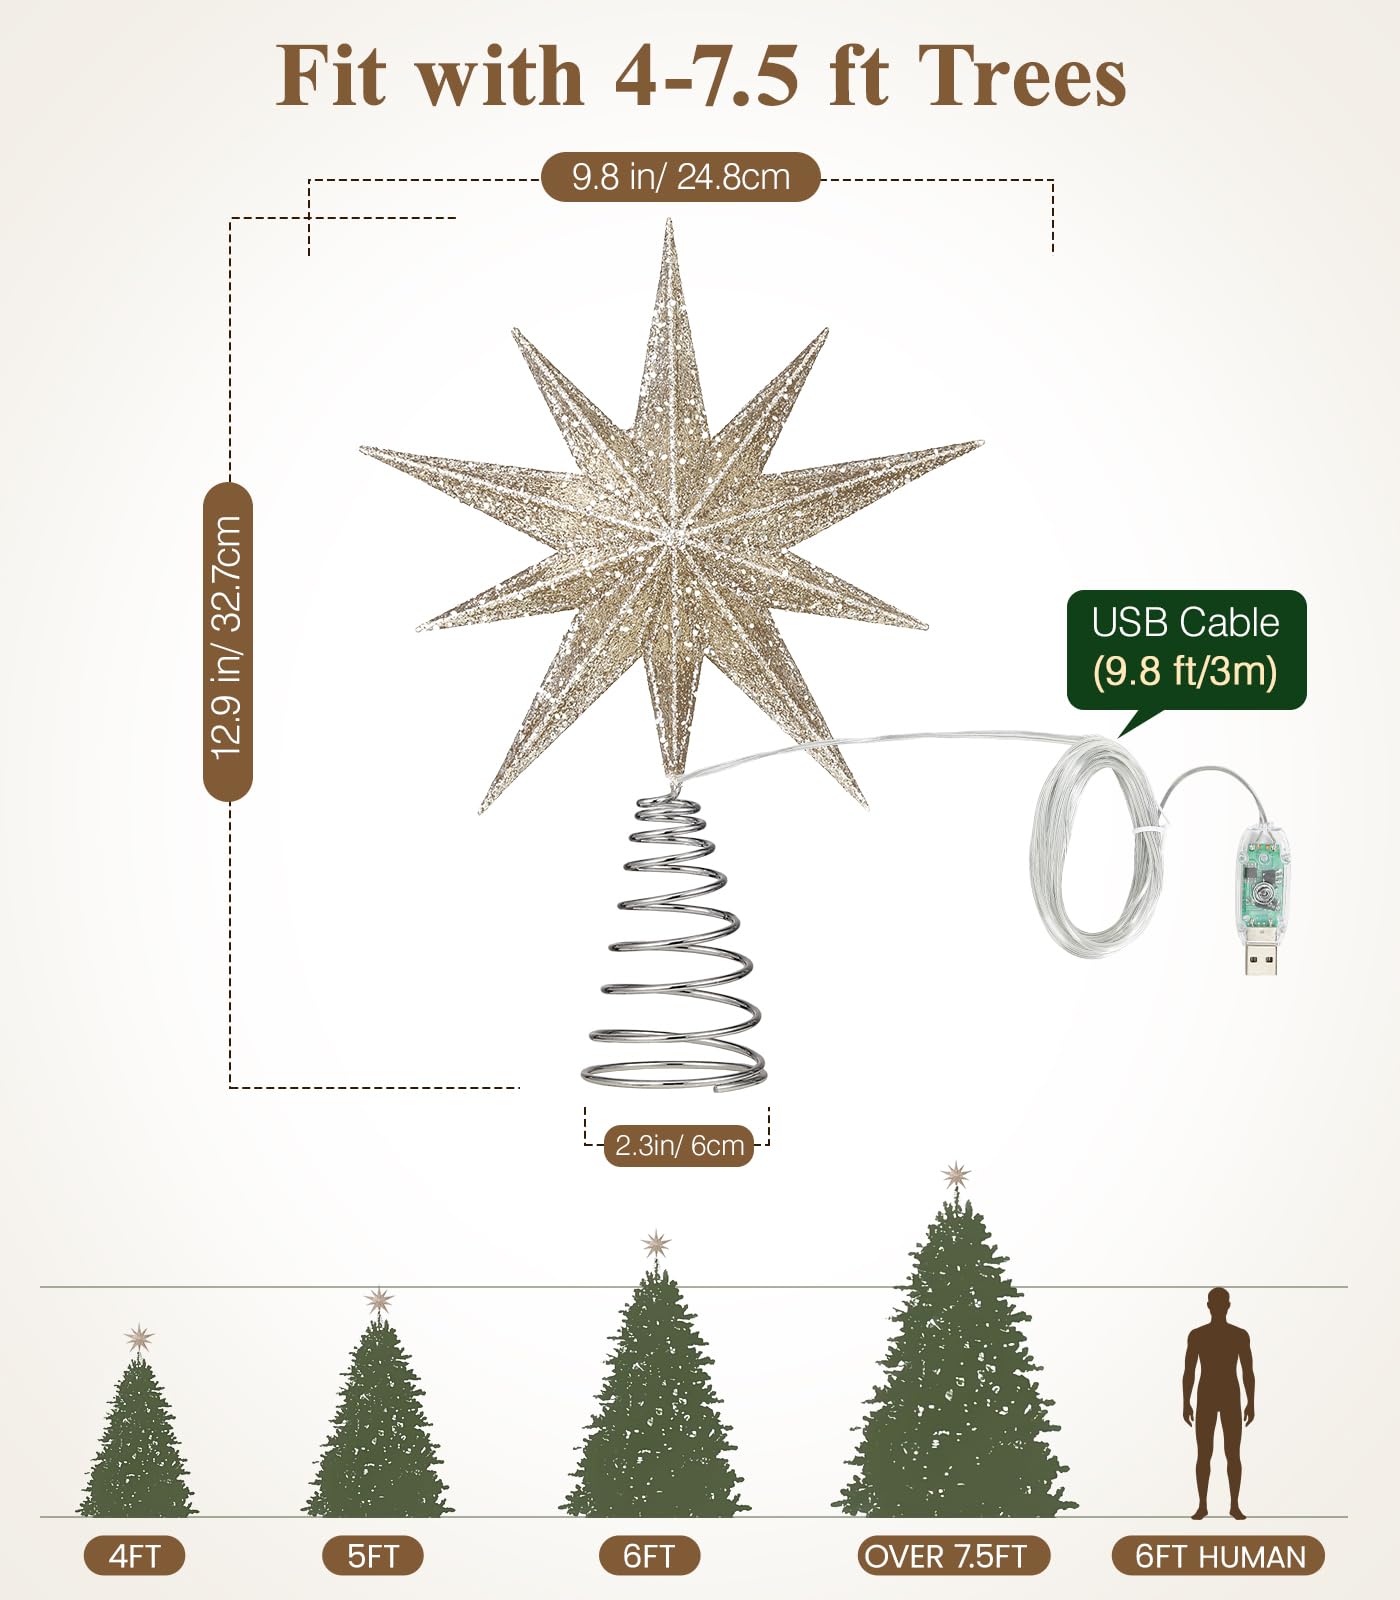 Fit with 4-7.5 ft Trees
9.8 in/ 24.8cm
12.9 in/ 32.7cm
USB Cable
(9.8 ft/3m)
2.3in/ 6cm
4FT
5FT
6FT
OVER 7.5FT
6FT HUMAN